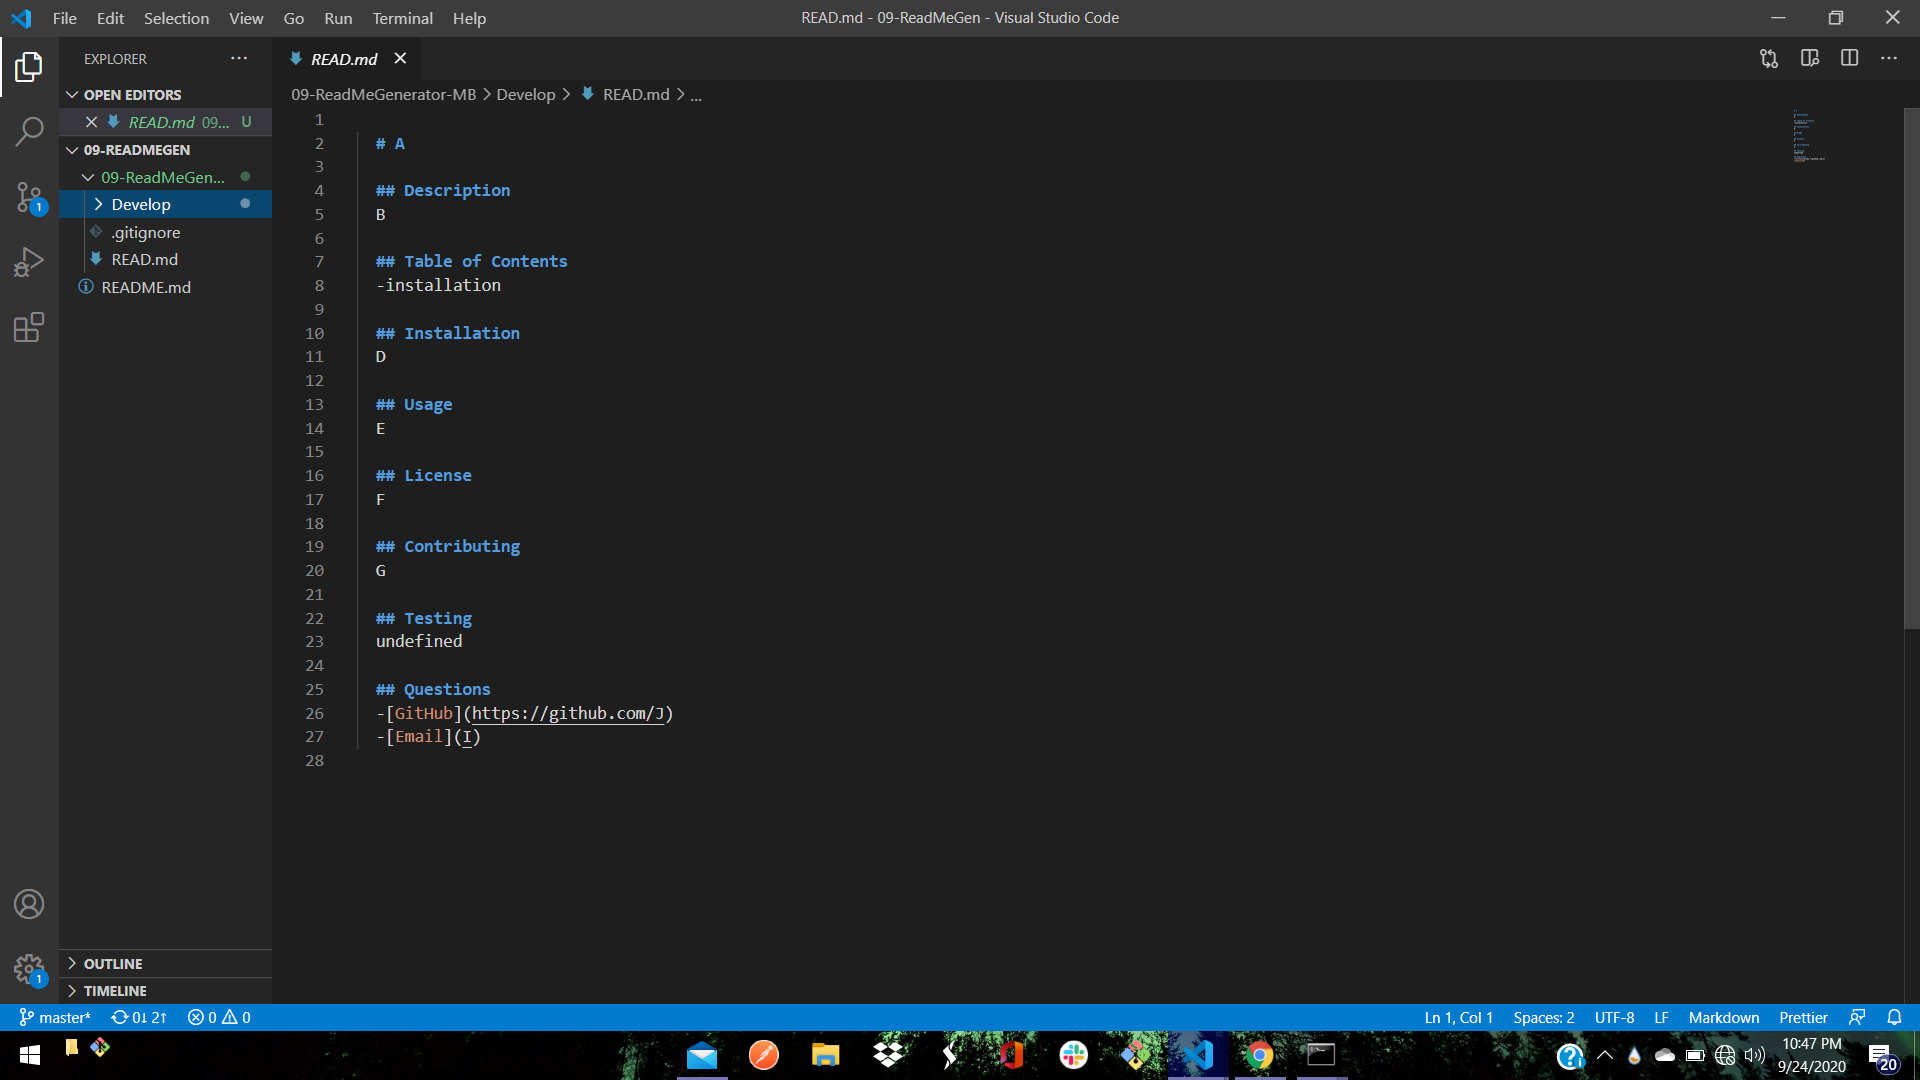 File Edit Selection View Go Run Terminal Help
READ.md - 09-ReadMeGen - Visual Studio Code
EXPLORER
OPEN EDITORS
READ.md 09... U
09-READMEGEN
09-ReadMeGen...
Develop
.gitignore
READ.md
README.md
OUTLINE
TIMELINE
1
1
READ.md
09-ReadMeGenerator-MB > Develop > READ.md > ...
1
2 # A
3
4 ## Description
5 B
6
7 ## Table of Contents
8 -installation
9
10 ## Installation
11 D
12
13 ## Usage
14 E
15
16 ## License
17 F
18
19 ## Contributing
20 G
21
22 ## Testing
23 undefined
24
25 ## Questions
26 -[GitHub](https://github.com/J)
27 -[Email](I)
28
master* 0↓ 2↑ 0 0
Ln 1, Col 1 Spaces: 2 UTF-8 LF Markdown Prettier
10:47 PM
9/24/2020
20